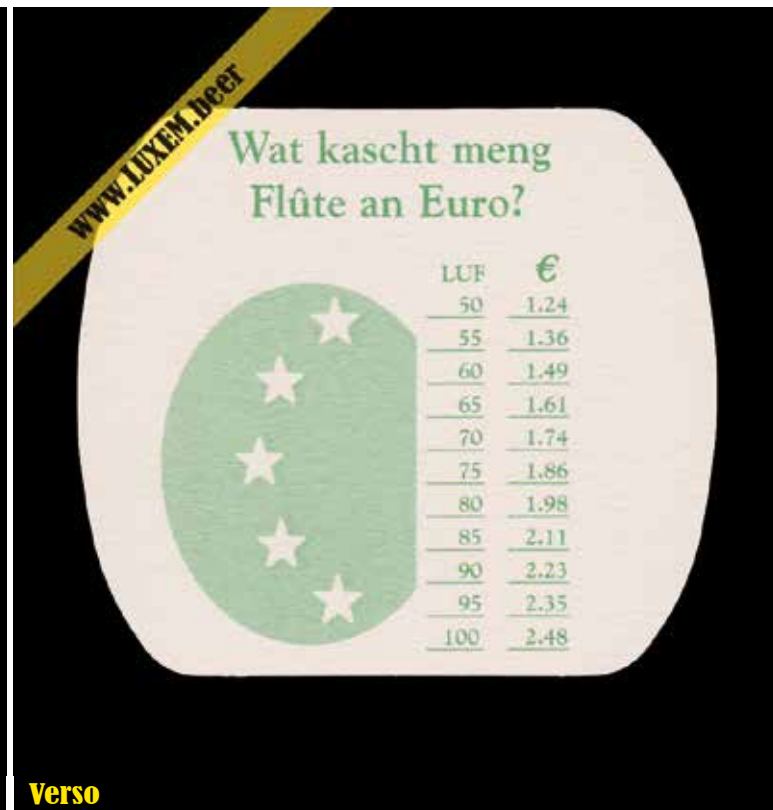 www.LUXEM.beer
Wat kascht meng
Flûte an Euro?
LUF €
50 1.24
55 1.36
60 1.49
65 1.61
70 1.74
75 1.86
80 1.98
85 2.11
90 2.23
95 2.35
100 2.48
Verso